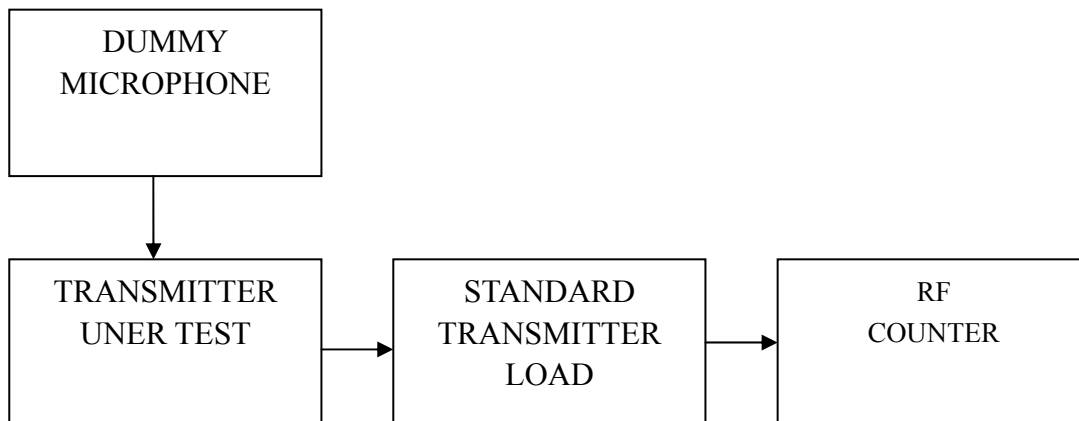 DUMMY
MICROPHONE
TRANSMITTER
UNER TEST
STANDARD
TRANSMITTER
LOAD
RF
COUNTER